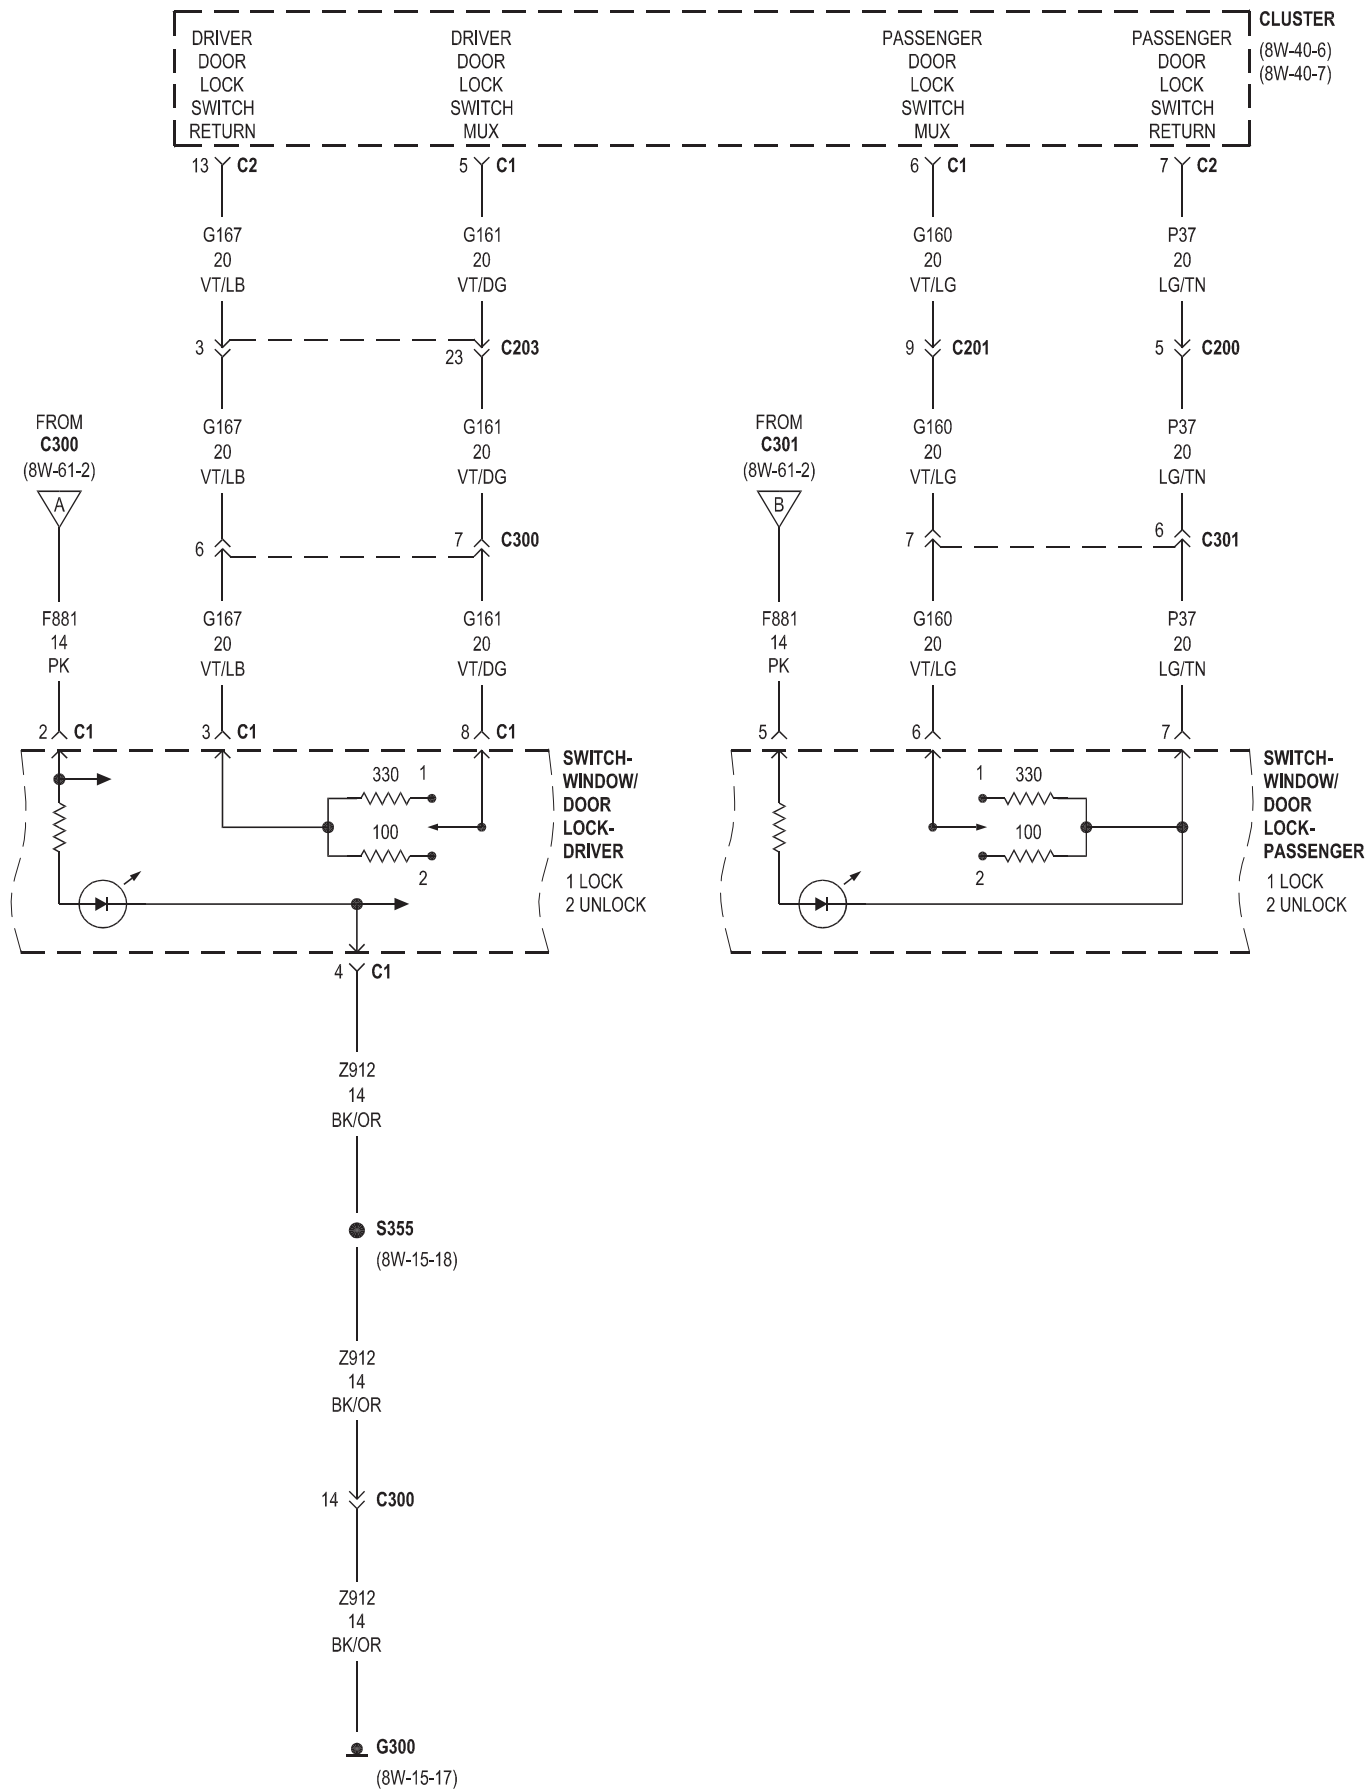 CLUSTER
(8W-40-6)
(8W-40-7)
DRIVER
DOOR
LOCK
SWITCH
RETURN
DRIVER
DOOR
LOCK
SWITCH
MUX
PASSENGER
DOOR
LOCK
SWITCH
MUX
PASSENGER
DOOR
LOCK
SWITCH
RETURN
13 C2
5 C1
6 C1
7 C2
G167
20
VT/LB
G161
20
VT/DG
G160
20
VT/LG
P37
20
LG/TN
3
23 C203
9 C201
5 C200
FROM
C300
(8W-61-2)
A
G167
20
VT/LB
G161
20
VT/DG
FROM
C301
(8W-61-2)
B
G160
20
VT/LG
P37
20
LG/TN
6
7 C300
7
6 C301
F881
14
PK
G167
20
VT/LB
G161
20
VT/DG
F881
14
PK
G160
20
VT/LG
P37
20
LG/TN
2 C1
3 C1
8 C1
5
6
7
330 1
100
2
SWITCH-
WINDOW/
DOOR
LOCK-
DRIVER
1 LOCK
2 UNLOCK
1 330
100
2
SWITCH-
WINDOW/
DOOR
LOCK-
PASSENGER
1 LOCK
2 UNLOCK
4 C1
Z912
14
BK/OR
S355
(8W-15-18)
Z912
14
BK/OR
14 C300
Z912
14
BK/OR
G300
(8W-15-17)